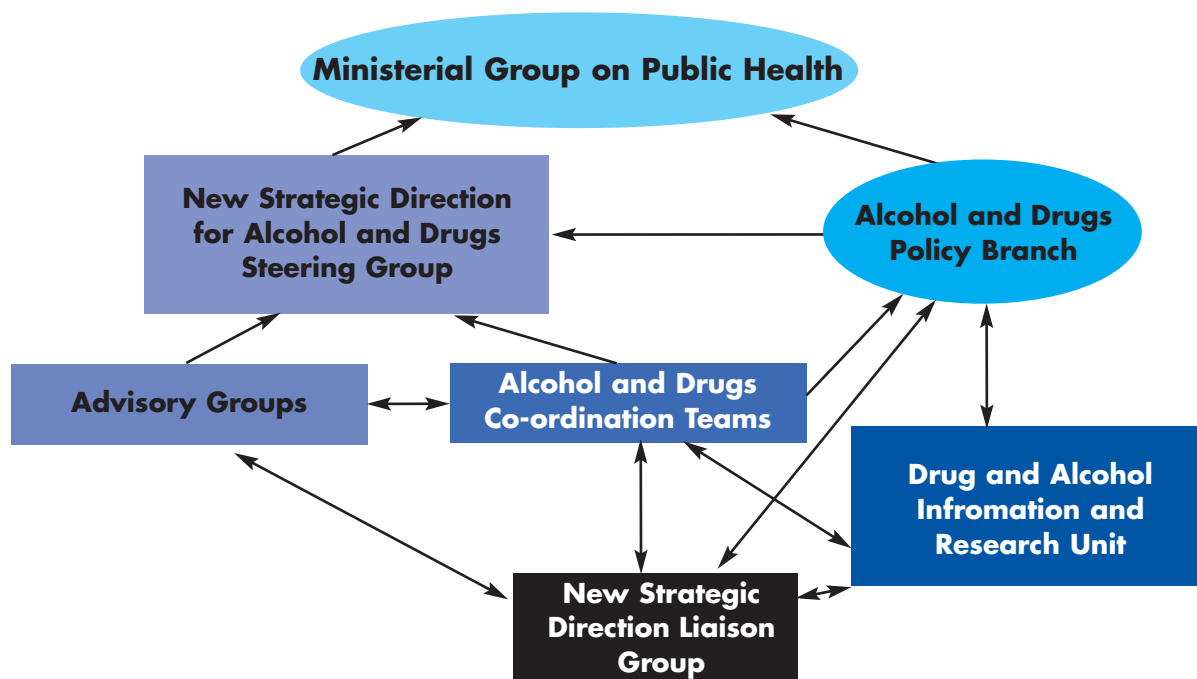 Ministerial Group on Public Health
New Strategic Direction
for Alcohol and Drugs
Steering Group
Alcohol and Drugs
Policy Branch
Advisory Groups
Alcohol and Drugs
Co-ordination Teams
Drug and Alcohol
Infromation and
Research Unit
New Strategic
Direction Liaison
Group